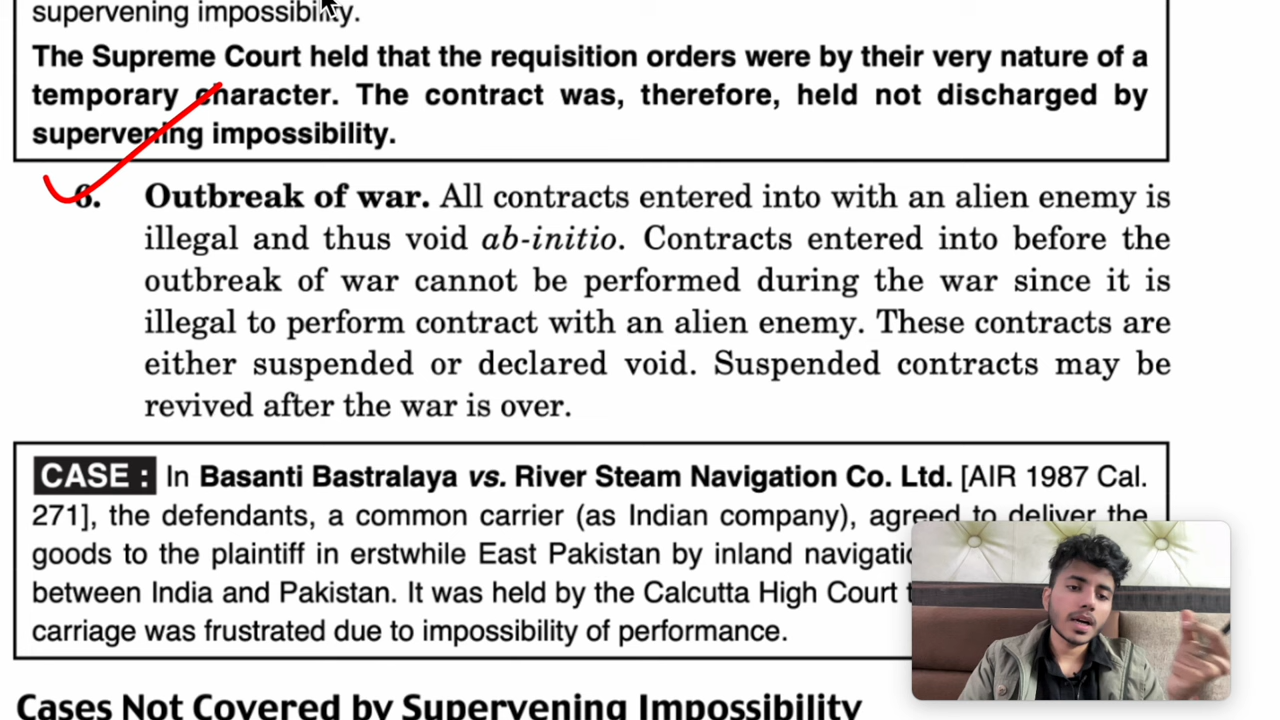 supervening impossibility.
The Supreme Court held that the requisition orders were by their very nature of a
temporary character. The contract was, therefore, held not discharged by
supervening impossibility.
6. Outbreak of war. All contracts entered into with an alien enemy is
illegal and thus void ab-initio. Contracts entered into before the
outbreak of war cannot be performed during the war since it is
illegal to perform contract with an alien enemy. These contracts are
either suspended or declared void. Suspended contracts may be
revived after the war is over.
CASE : In Basanti Bastralaya vs. River Steam Navigation Co. Ltd. [AIR 1987 Cal.
271], the defendants, a common carrier (as Indian company), agreed to deliver the
goods to the plaintiff in erstwhile East Pakistan by inland
between India and Pakistan. It was held by the Calcutta High Court
carriage was frustrated due to impossibility of performance.
Cases Not Covered by Supervening Impossibility